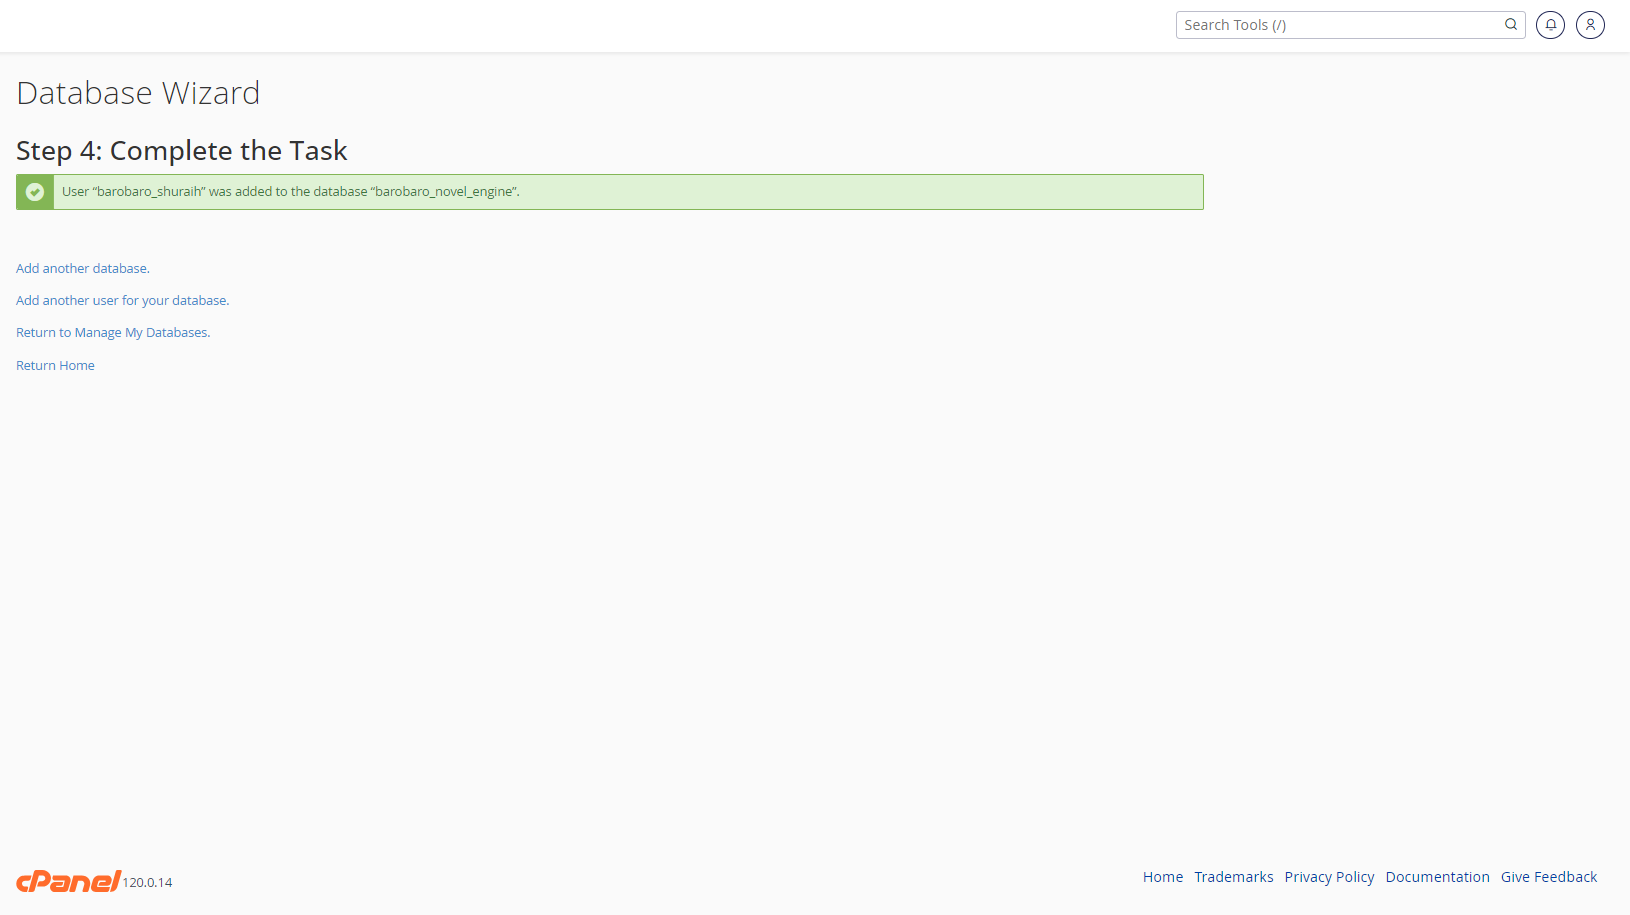 Search Tools (/)
Database Wizard
Step 4: Complete the Task
User “barobaro_shuraih” was added to the database “barobaro_novel_engine”.
Add another database.
Add another user for your database.
Return to Manage My Databases.
Return Home
cPanel 120.0.14
Home Trademarks Privacy Policy Documentation Give Feedback